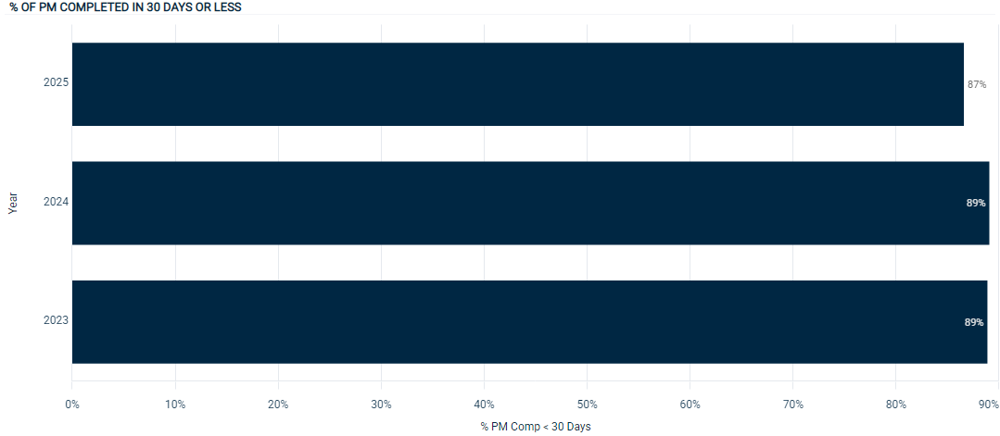 % OF PM COMPLETED IN 30 DAYS OR LESS
2025
87%
Year
2024
89%
2023
89%
0% 10% 20% 30% 40% 50% 60% 70% 80% 90%
% PM Comp < 30 Days